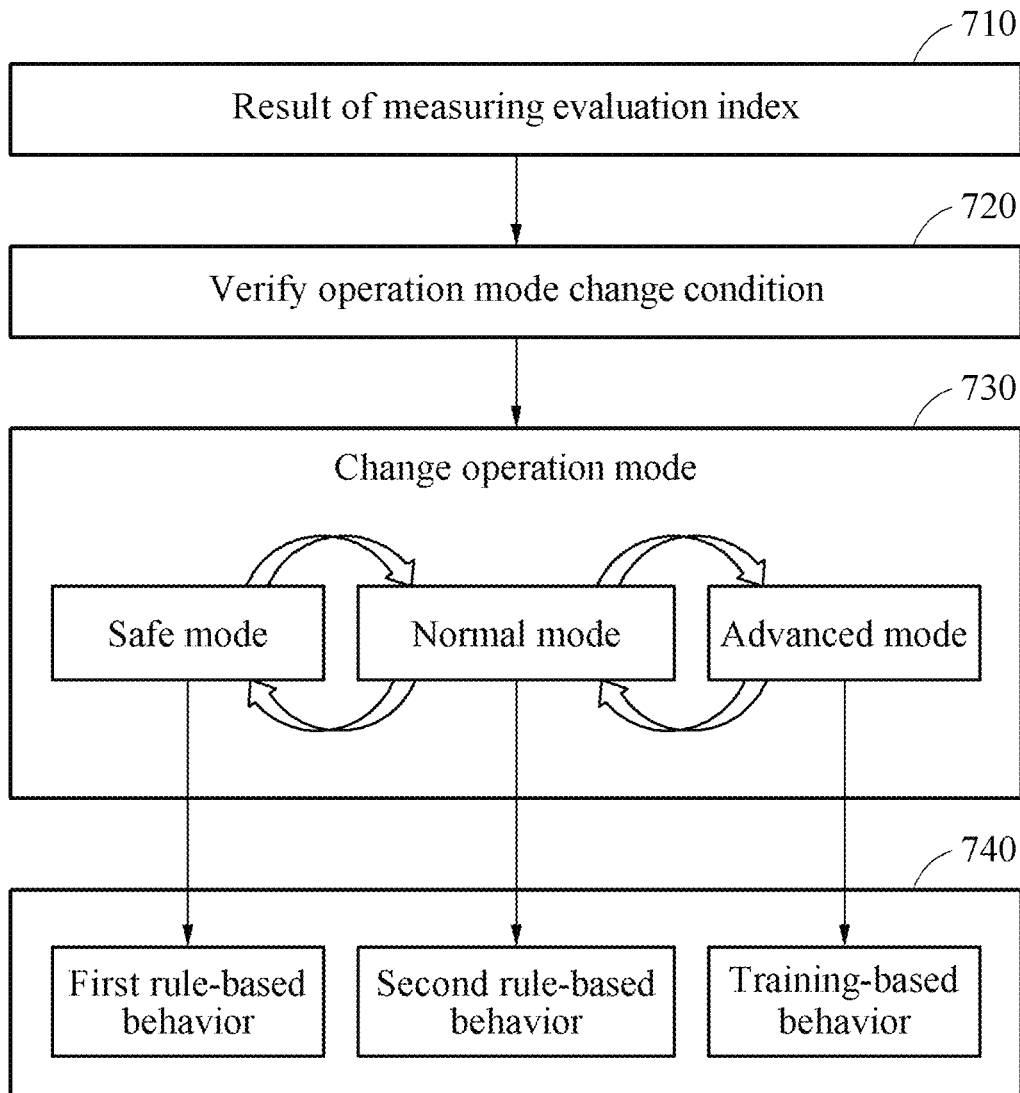 710
Result of measuring evaluation index
720
Verify operation mode change condition
730
Change operation mode
Safe mode
Normal mode
Advanced mode
740
First rule-based
behavior
Second rule-based
behavior
Training-based
behavior